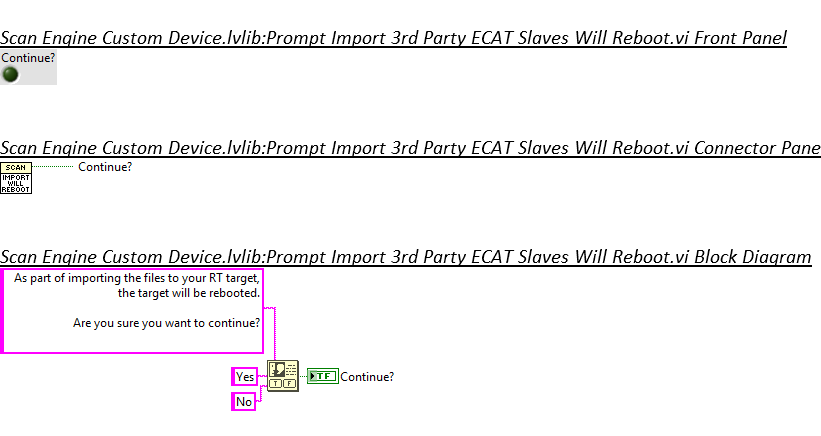 Scan Engine Custom Device.lvlib:Prompt Import 3rd Party ECAT Slaves Will Reboot.vi Front Panel
Continue?
Scan Engine Custom Device.lvlib:Prompt Import 3rd Party ECAT Slaves Will Reboot.vi Connector Pane
SCAN
IMPORT
WILL
REBOOT
Continue?
Scan Engine Custom Device.lvlib:Prompt Import 3rd Party ECAT Slaves Will Reboot.vi Block Diagram
As part of importing the files to your RT target,
the target will be rebooted.
Are you sure you want to continue?
Yes
T F
TF
Continue?
No